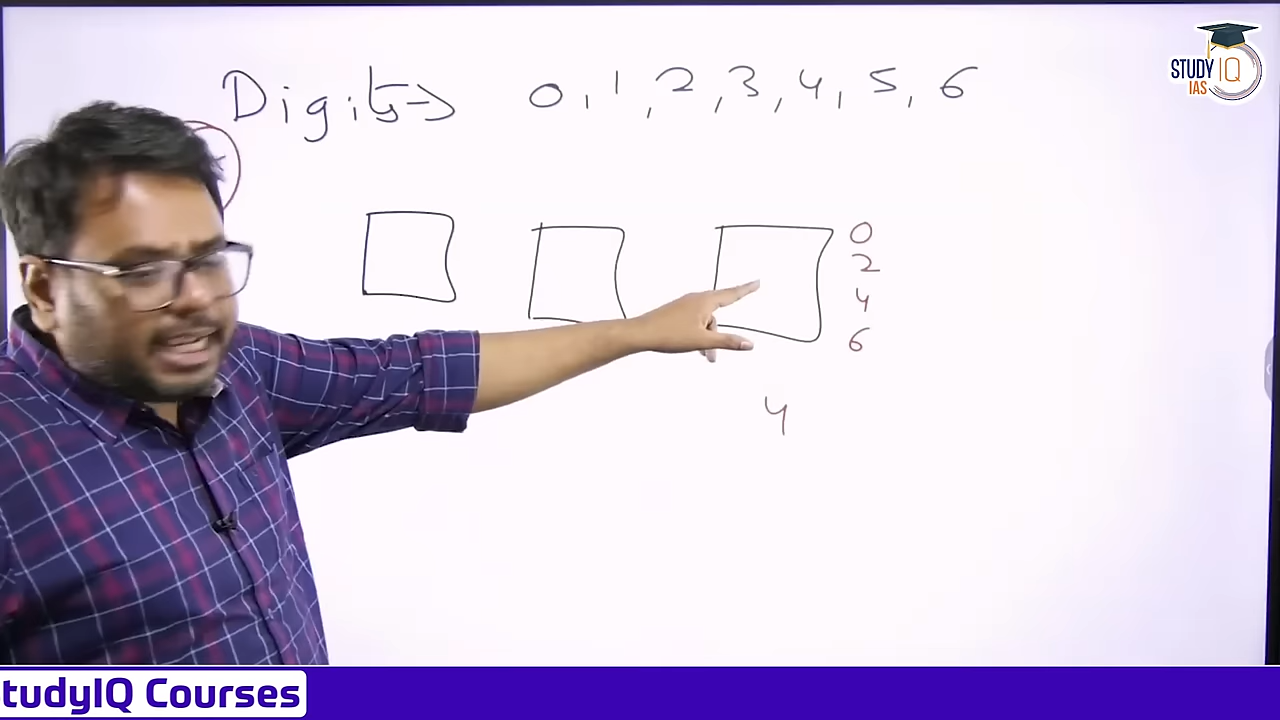 STUDY IQ
IAS
Digits→ 0, 1, 2, 3, 4, 5, 6
0
2
4
6
4
tudyIQ Courses